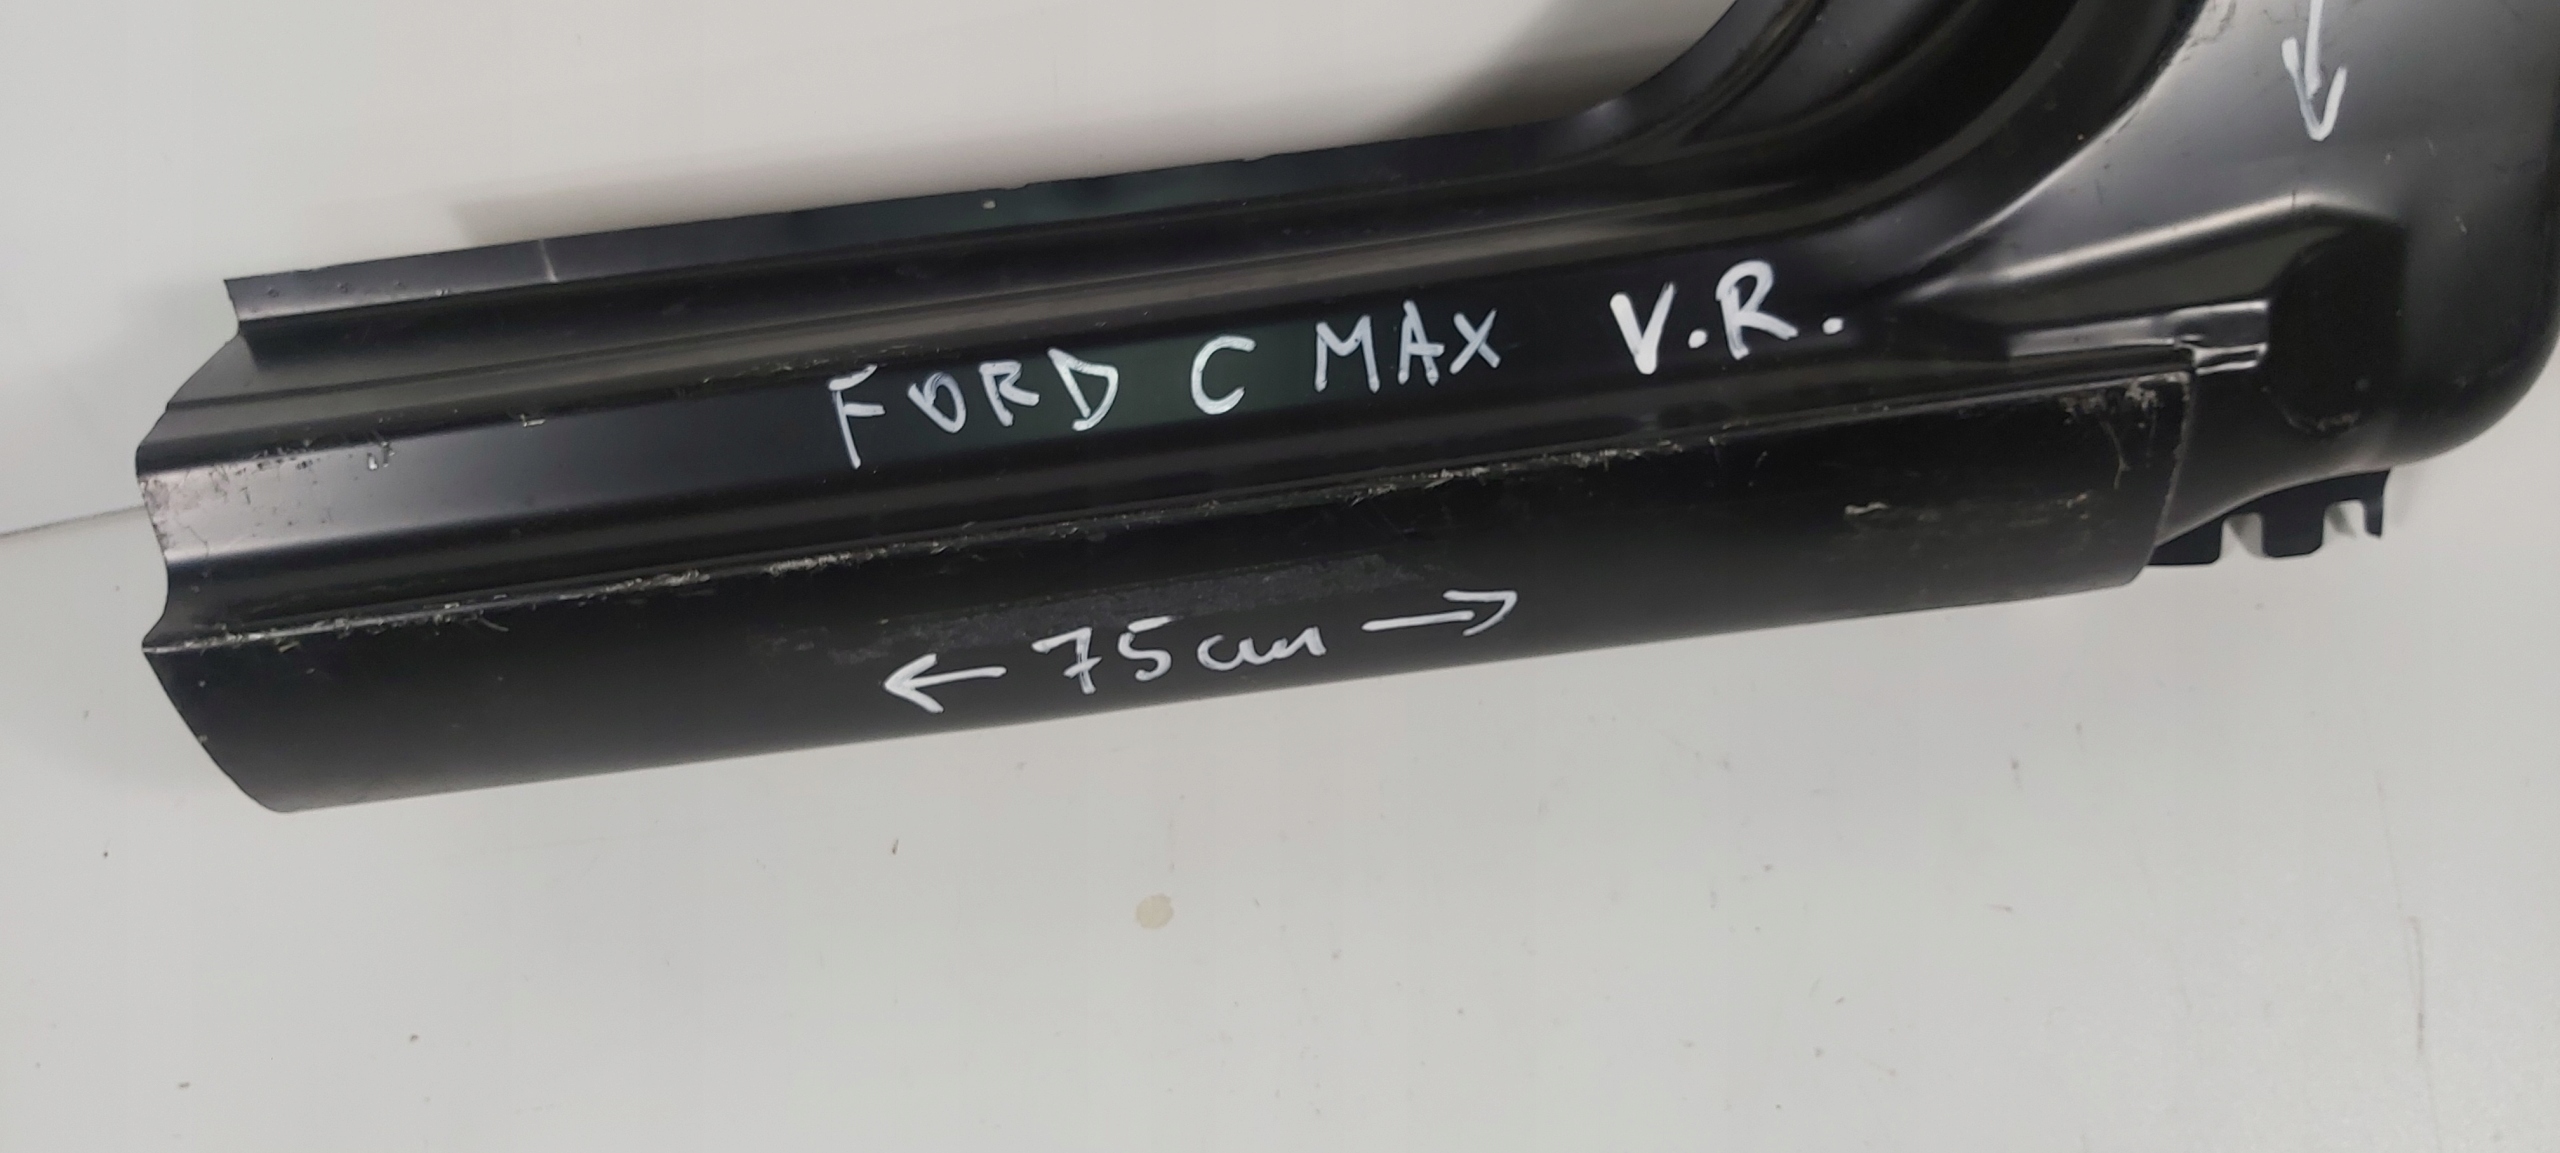 FORD C MAX V.R.
← 75cm →